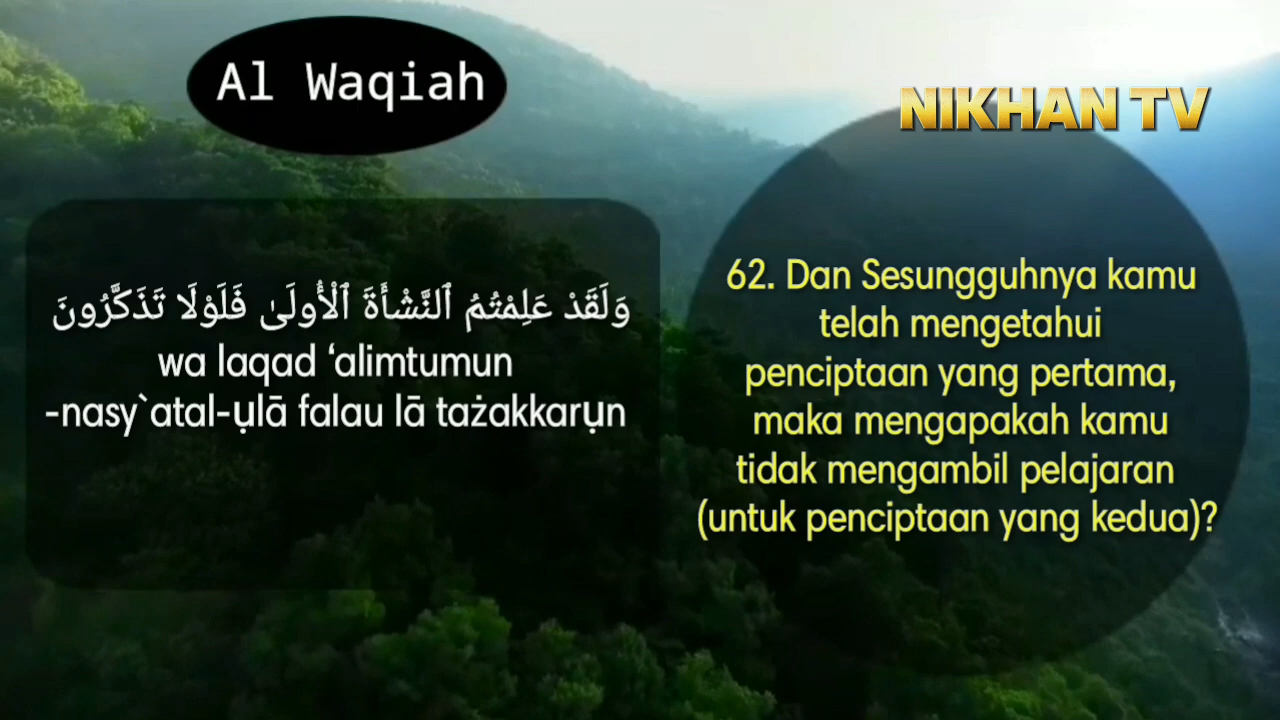 Al Waqiah
NIKHAN TV
وَلَقَدْ عَلِمْتُمُ ٱلنَّشْأَةَ ٱلْأُولَىٰ فَلَوْلَا تَذَكَّرُونَ
wa laqad ‘alimtumun
-nasy`atal-ụlā falau lā tażakkarụn
62. Dan Sesungguhnya kamu
telah mengetahui
penciptaan yang pertama,
maka mengapakah kamu
tidak mengambil pelajaran
(untuk penciptaan yang kedua)?